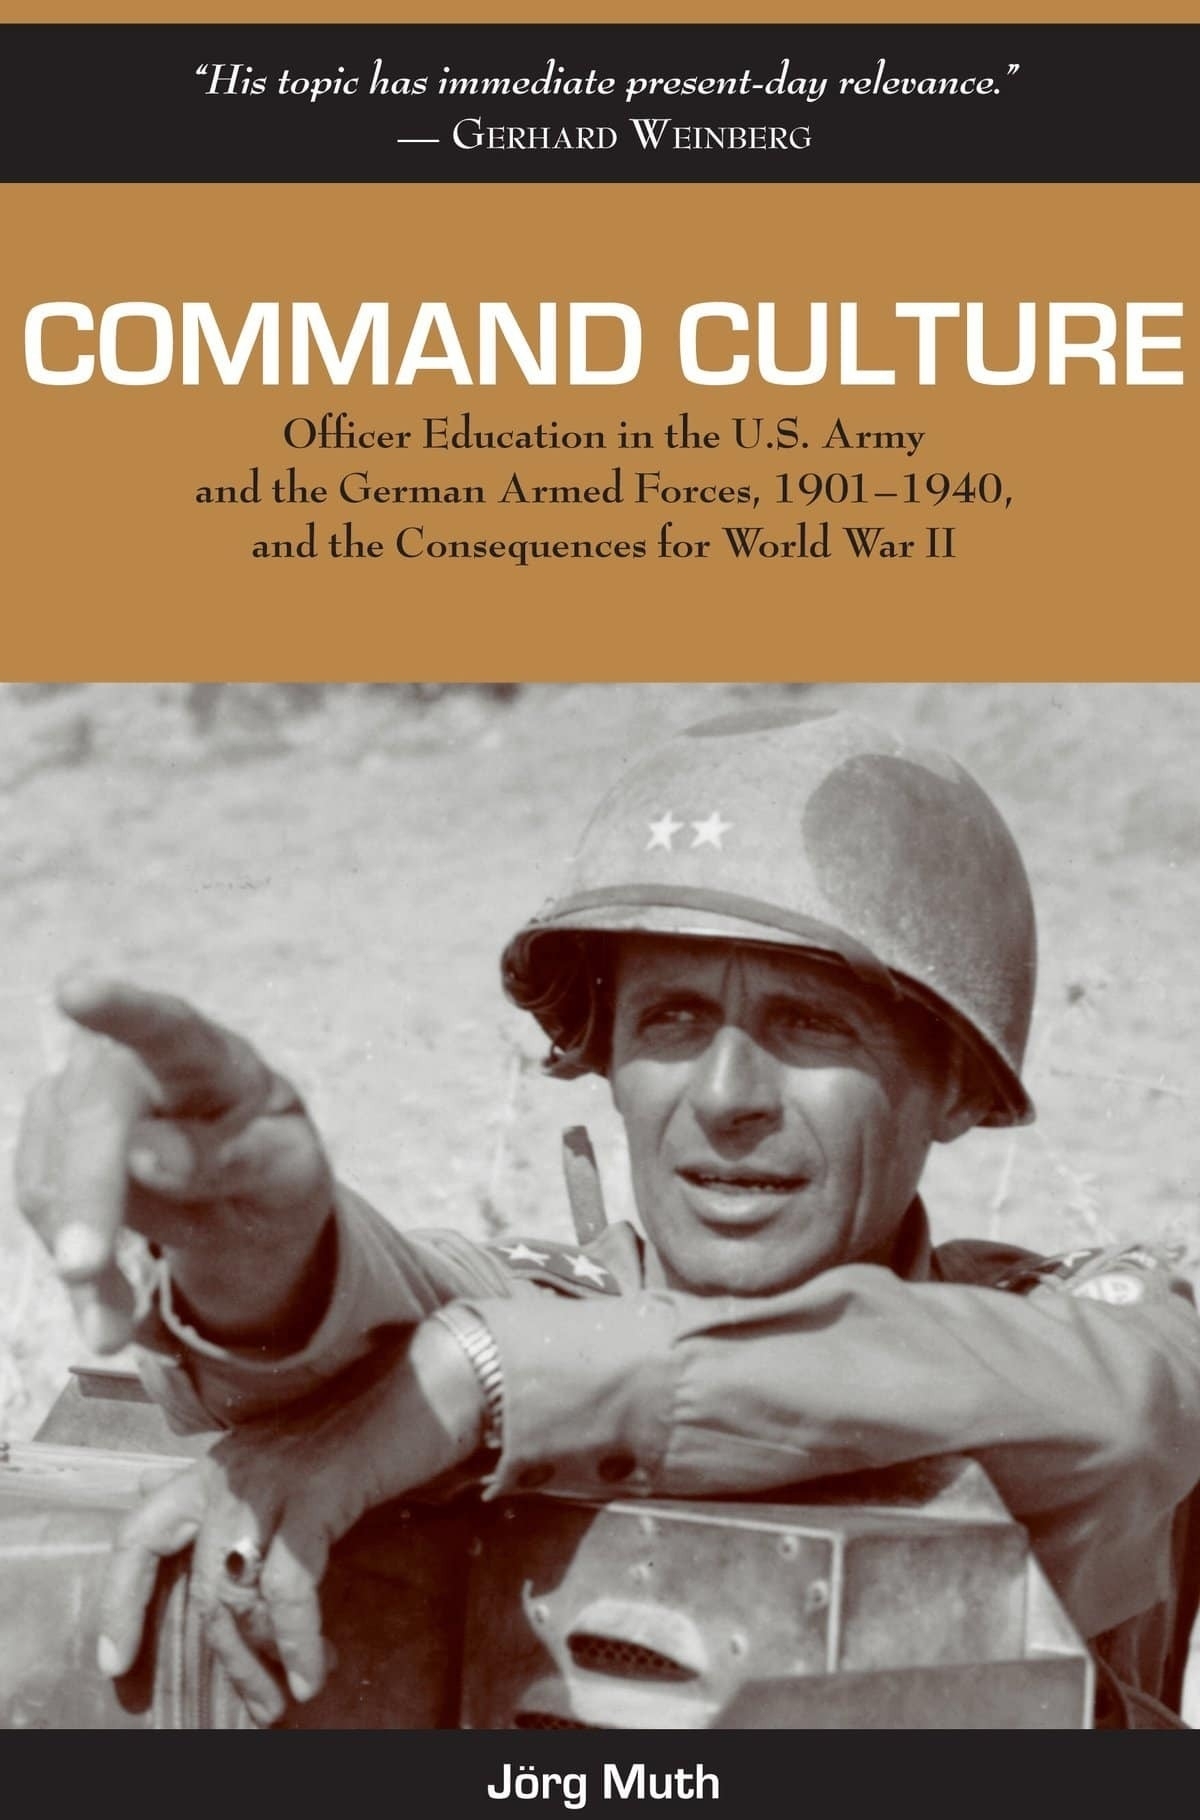 “His topic has immediate present-day relevance.”
— Gerhard Weinberg
COMMAND CULTURE
Officer Education in the U.S. Army
and the German Armed Forces, 1901–1940,
and the Consequences for World War II
Jörg Muth